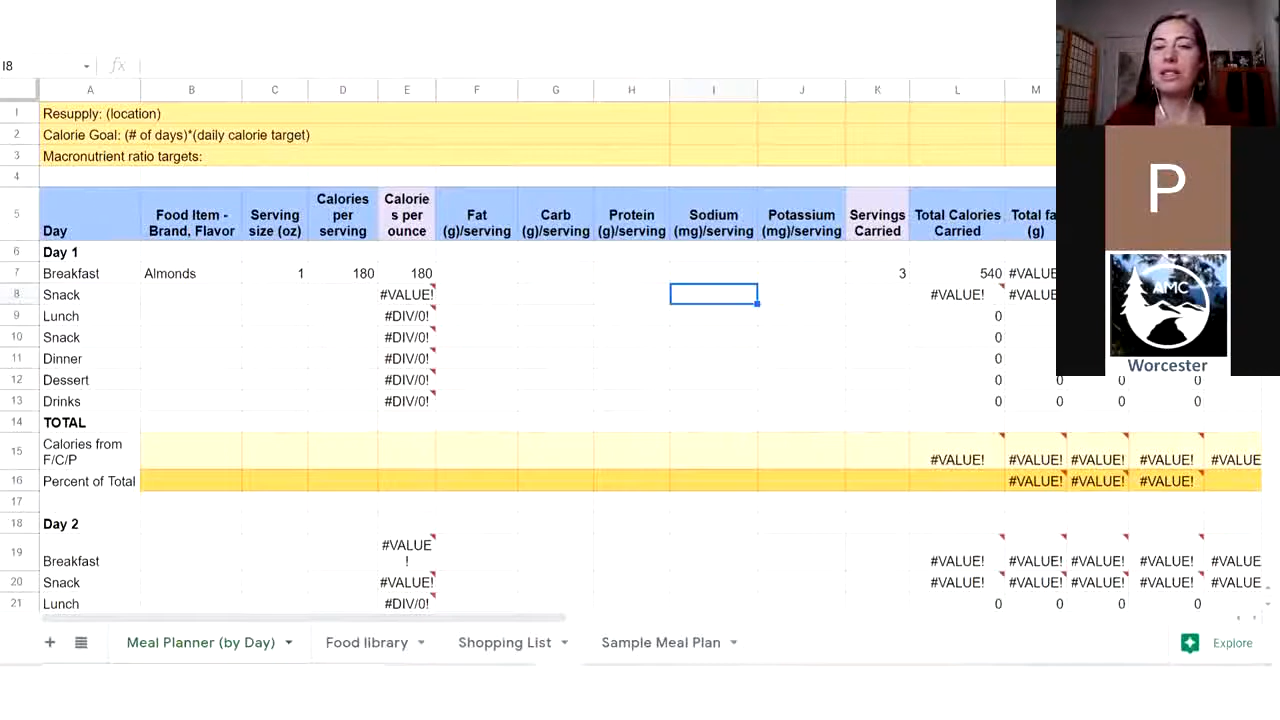 I8 fx
A B C D E F G H I J K L M
1 Resupply: (location)
2 Calorie Goal: (# of days)*(daily calorie target)
3 Macronutrient ratio targets:
4
5 Day Food Item - Brand, Flavor Serving size (oz) Calories per serving Calorie s per ounce Fat (g)/serving Carb (g)/serving Protein (g)/serving Sodium (mg)/serving Potassium (mg)/serving Servings Carried Total Calories Carried Total fa (g)
6 Day 1
7 Breakfast Almonds 1 180 180 3 540 #VALUE
8 Snack #VALUE! #VALUE! #VALUE
9 Lunch #DIV/0! 0
10 Snack #DIV/0! 0
11 Dinner #DIV/0! 0
12 Dessert #DIV/0! 0 0 0 0
13 Drinks #DIV/0! 0 0 0 0
14 TOTAL
15 Calories from F/C/P #VALUE! #VALUE! #VALUE! #VALUE! #VALUE
16 Percent of Total #VALUE! #VALUE! #VALUE!
17
18 Day 2
19 Breakfast #VALUE! #VALUE! #VALUE! #VALUE! #VALUE! #VALUE
20 Snack #VALUE! #VALUE! #VALUE! #VALUE! #VALUE! #VALUE
21 Lunch #DIV/0! 0 0 0 0
Meal Planner (by Day) Food library Shopping List Sample Meal Plan Explore
P
AMC
Worcester